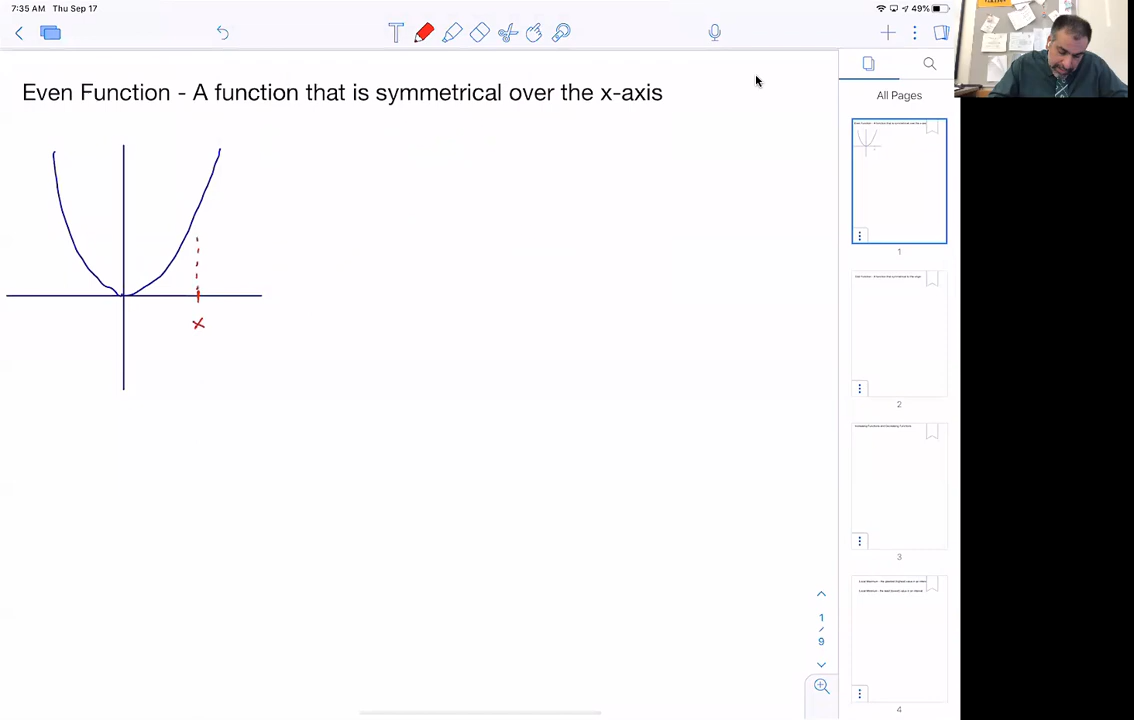 7:35 AM Thu Sep 17
49%
Even Function - A function that is symmetrical over the x-axis
All Pages
x
1
2
3
4
1
/
9